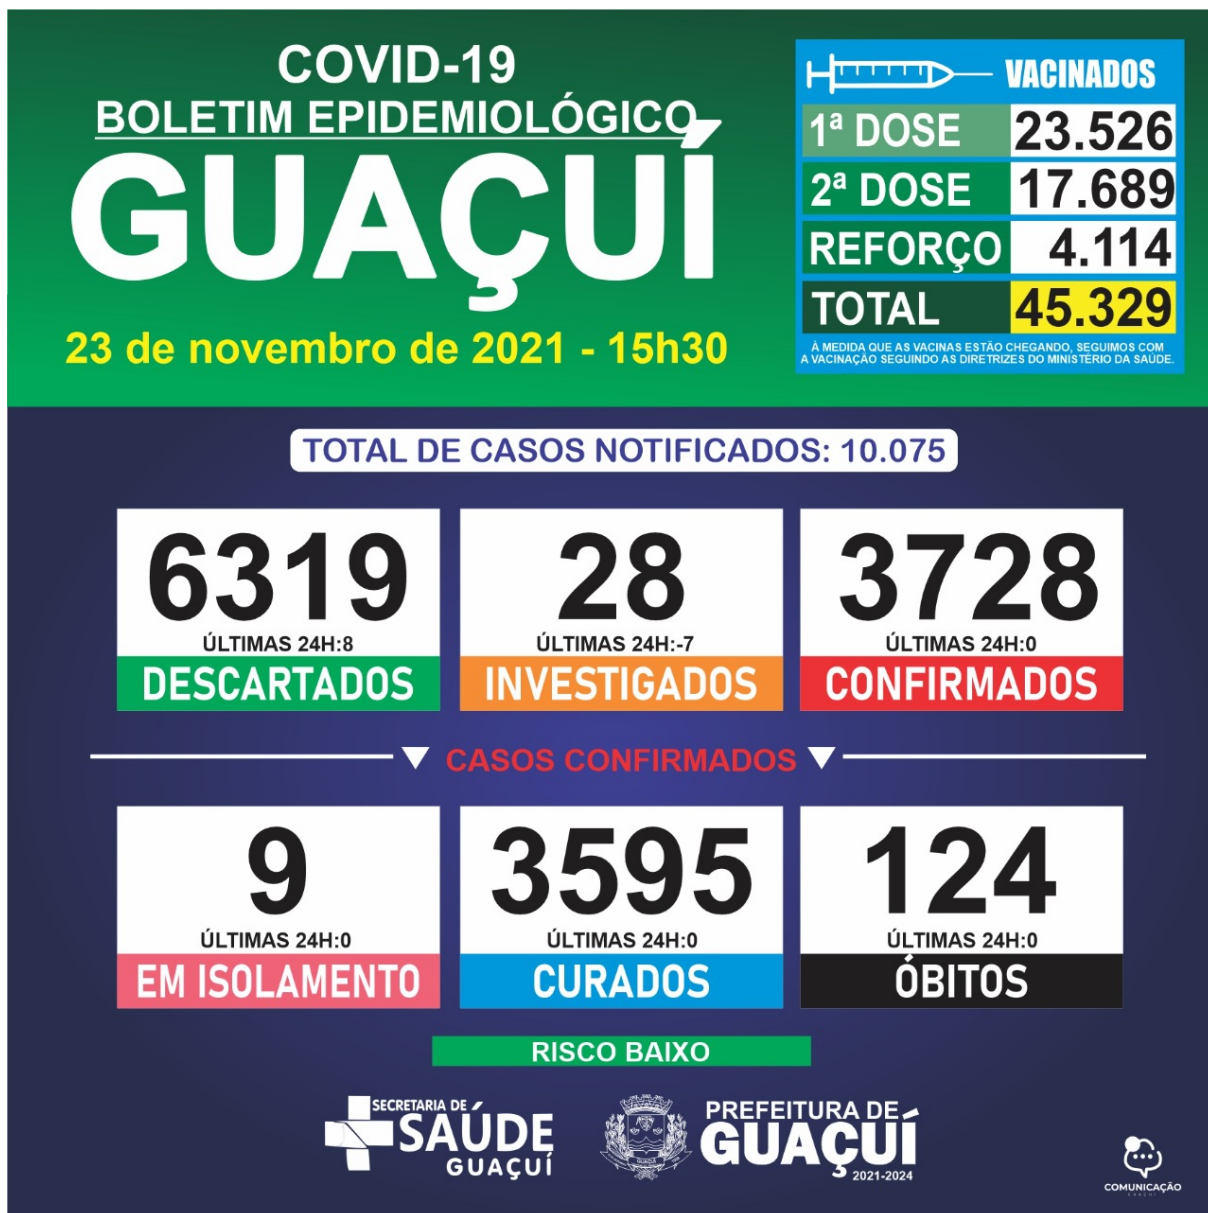 COVID-19
BOLETIM EPIDEMIOLÓGICO
GUAÇUÍ
23 de novembro de 2021 - 15h30
VACINADOS
1ª DOSE 23.526
2ª DOSE 17.689
REFORÇO 4.114
TOTAL 45.329
À MEDIDA QUE AS VACINAS ESTÃO CHEGANDO, SEGUIMOS COM
A VACINAÇÃO SEGUINDO AS DIRETRIZES DO MINISTÉRIO DA SAÚDE.
TOTAL DE CASOS NOTIFICADOS: 10.075
6319
ÚLTIMAS 24H:8
DESCARTADOS
28
ÚLTIMAS 24H:-7
INVESTIGADOS
3728
ÚLTIMAS 24H:0
CONFIRMADOS
CASOS CONFIRMADOS
9
ÚLTIMAS 24H:0
EM ISOLAMENTO
3595
ÚLTIMAS 24H:0
CURADOS
124
ÚLTIMAS 24H:0
ÓBITOS
RISCO BAIXO
SECRETARIA DE
SAÚDE
GUAÇUÍ
PREFEITURA DE
GUAÇUÍ
2021-2024
COMUNICAÇÃO